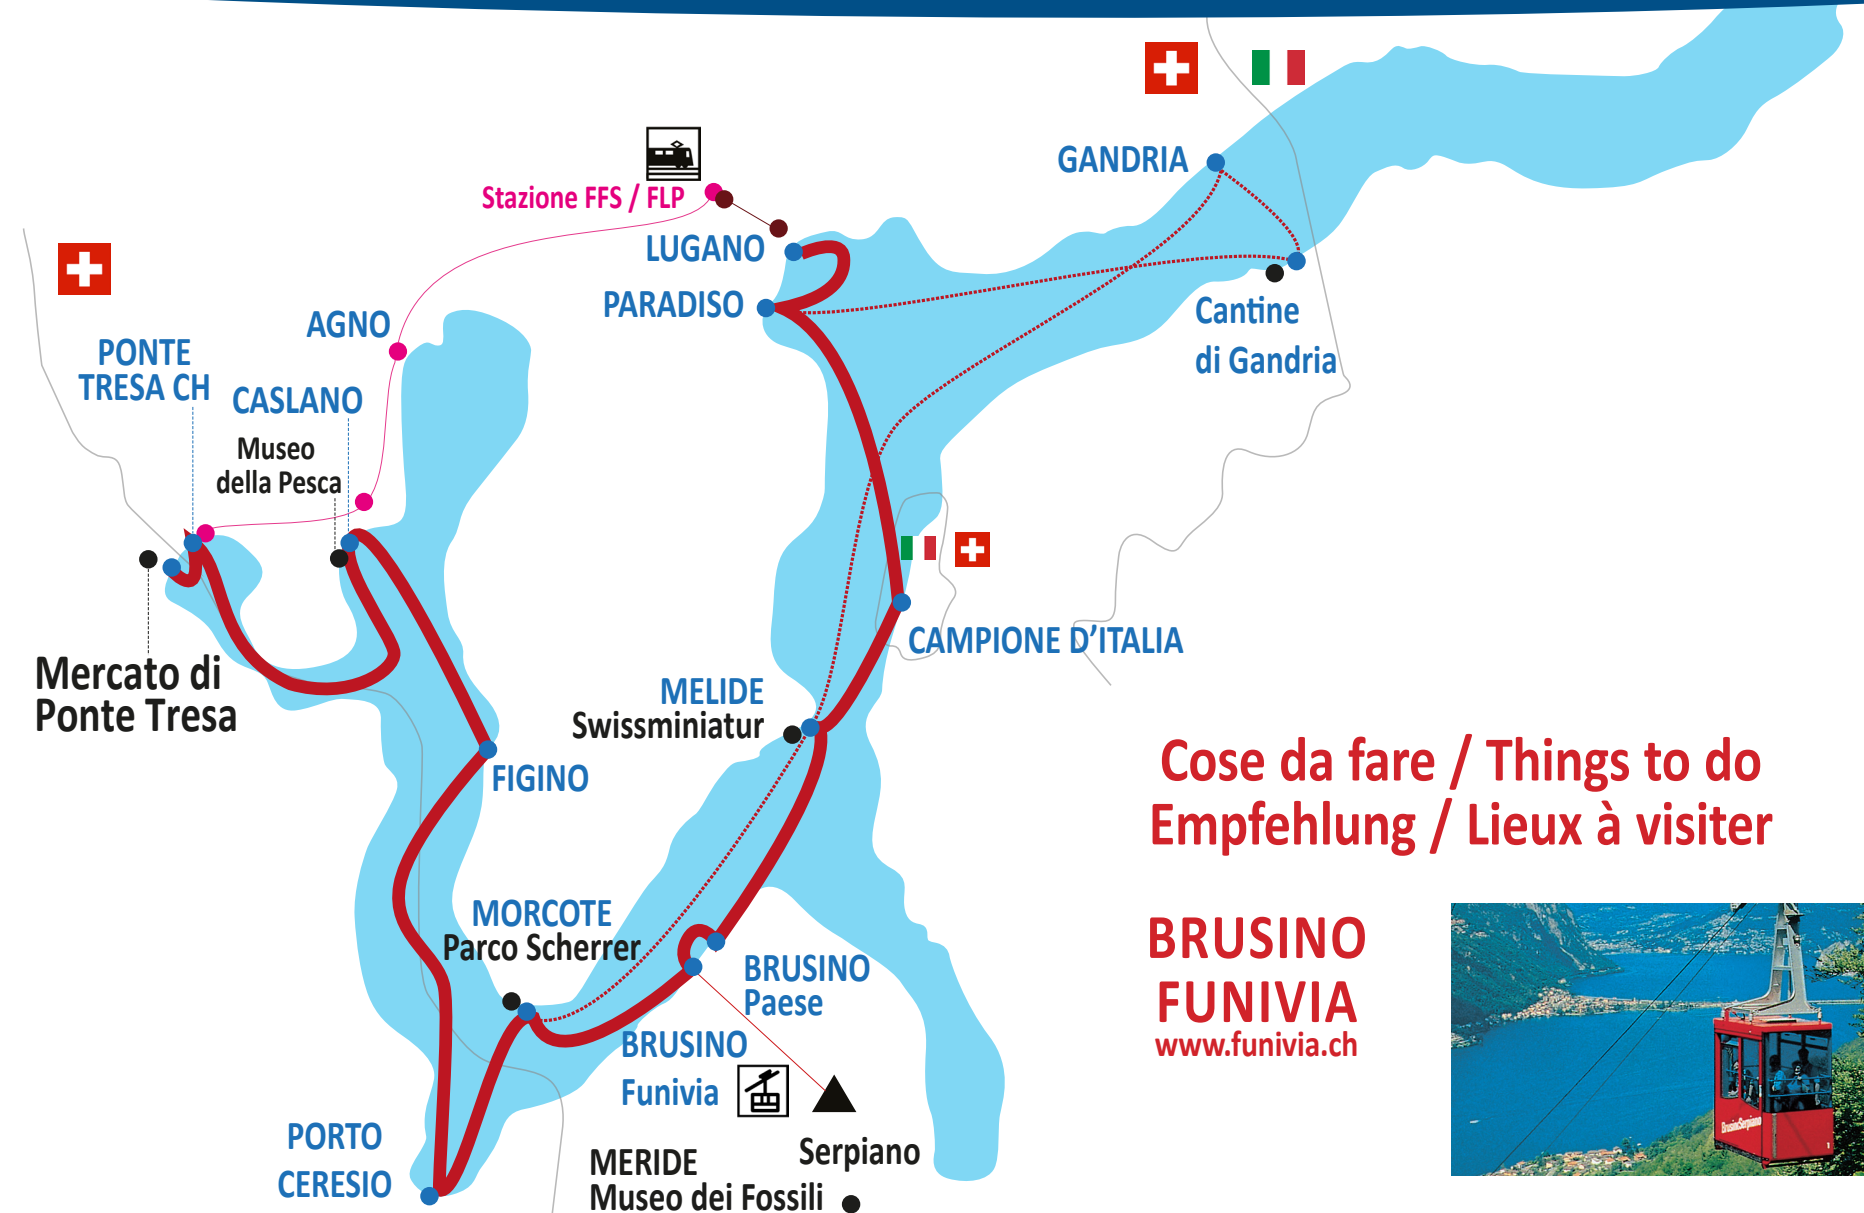 GANDRIA
Stazione FFS / FLP
LUGANO
PARADISO
Cantine
di Gandria
AGNO
PONTE
TRESA CH
CASLANO
Museo
della Pesca
CAMPIONE D’ITALIA
Mercato di
Ponte Tresa
MELIDE
Swissminiatur
FIGINO
Cose da fare / Things to do
Empfehlung / Lieux à visiter
MORCOTE
Parco Scherrer
BRUSINO
Paese
BRUSINO
Funivia
BRUSINO
FUNIVIA
www.funivia.ch
BrusinoSerpiano
PORTO
CERESIO
Serpiano
MERIDE
Museo dei Fossili